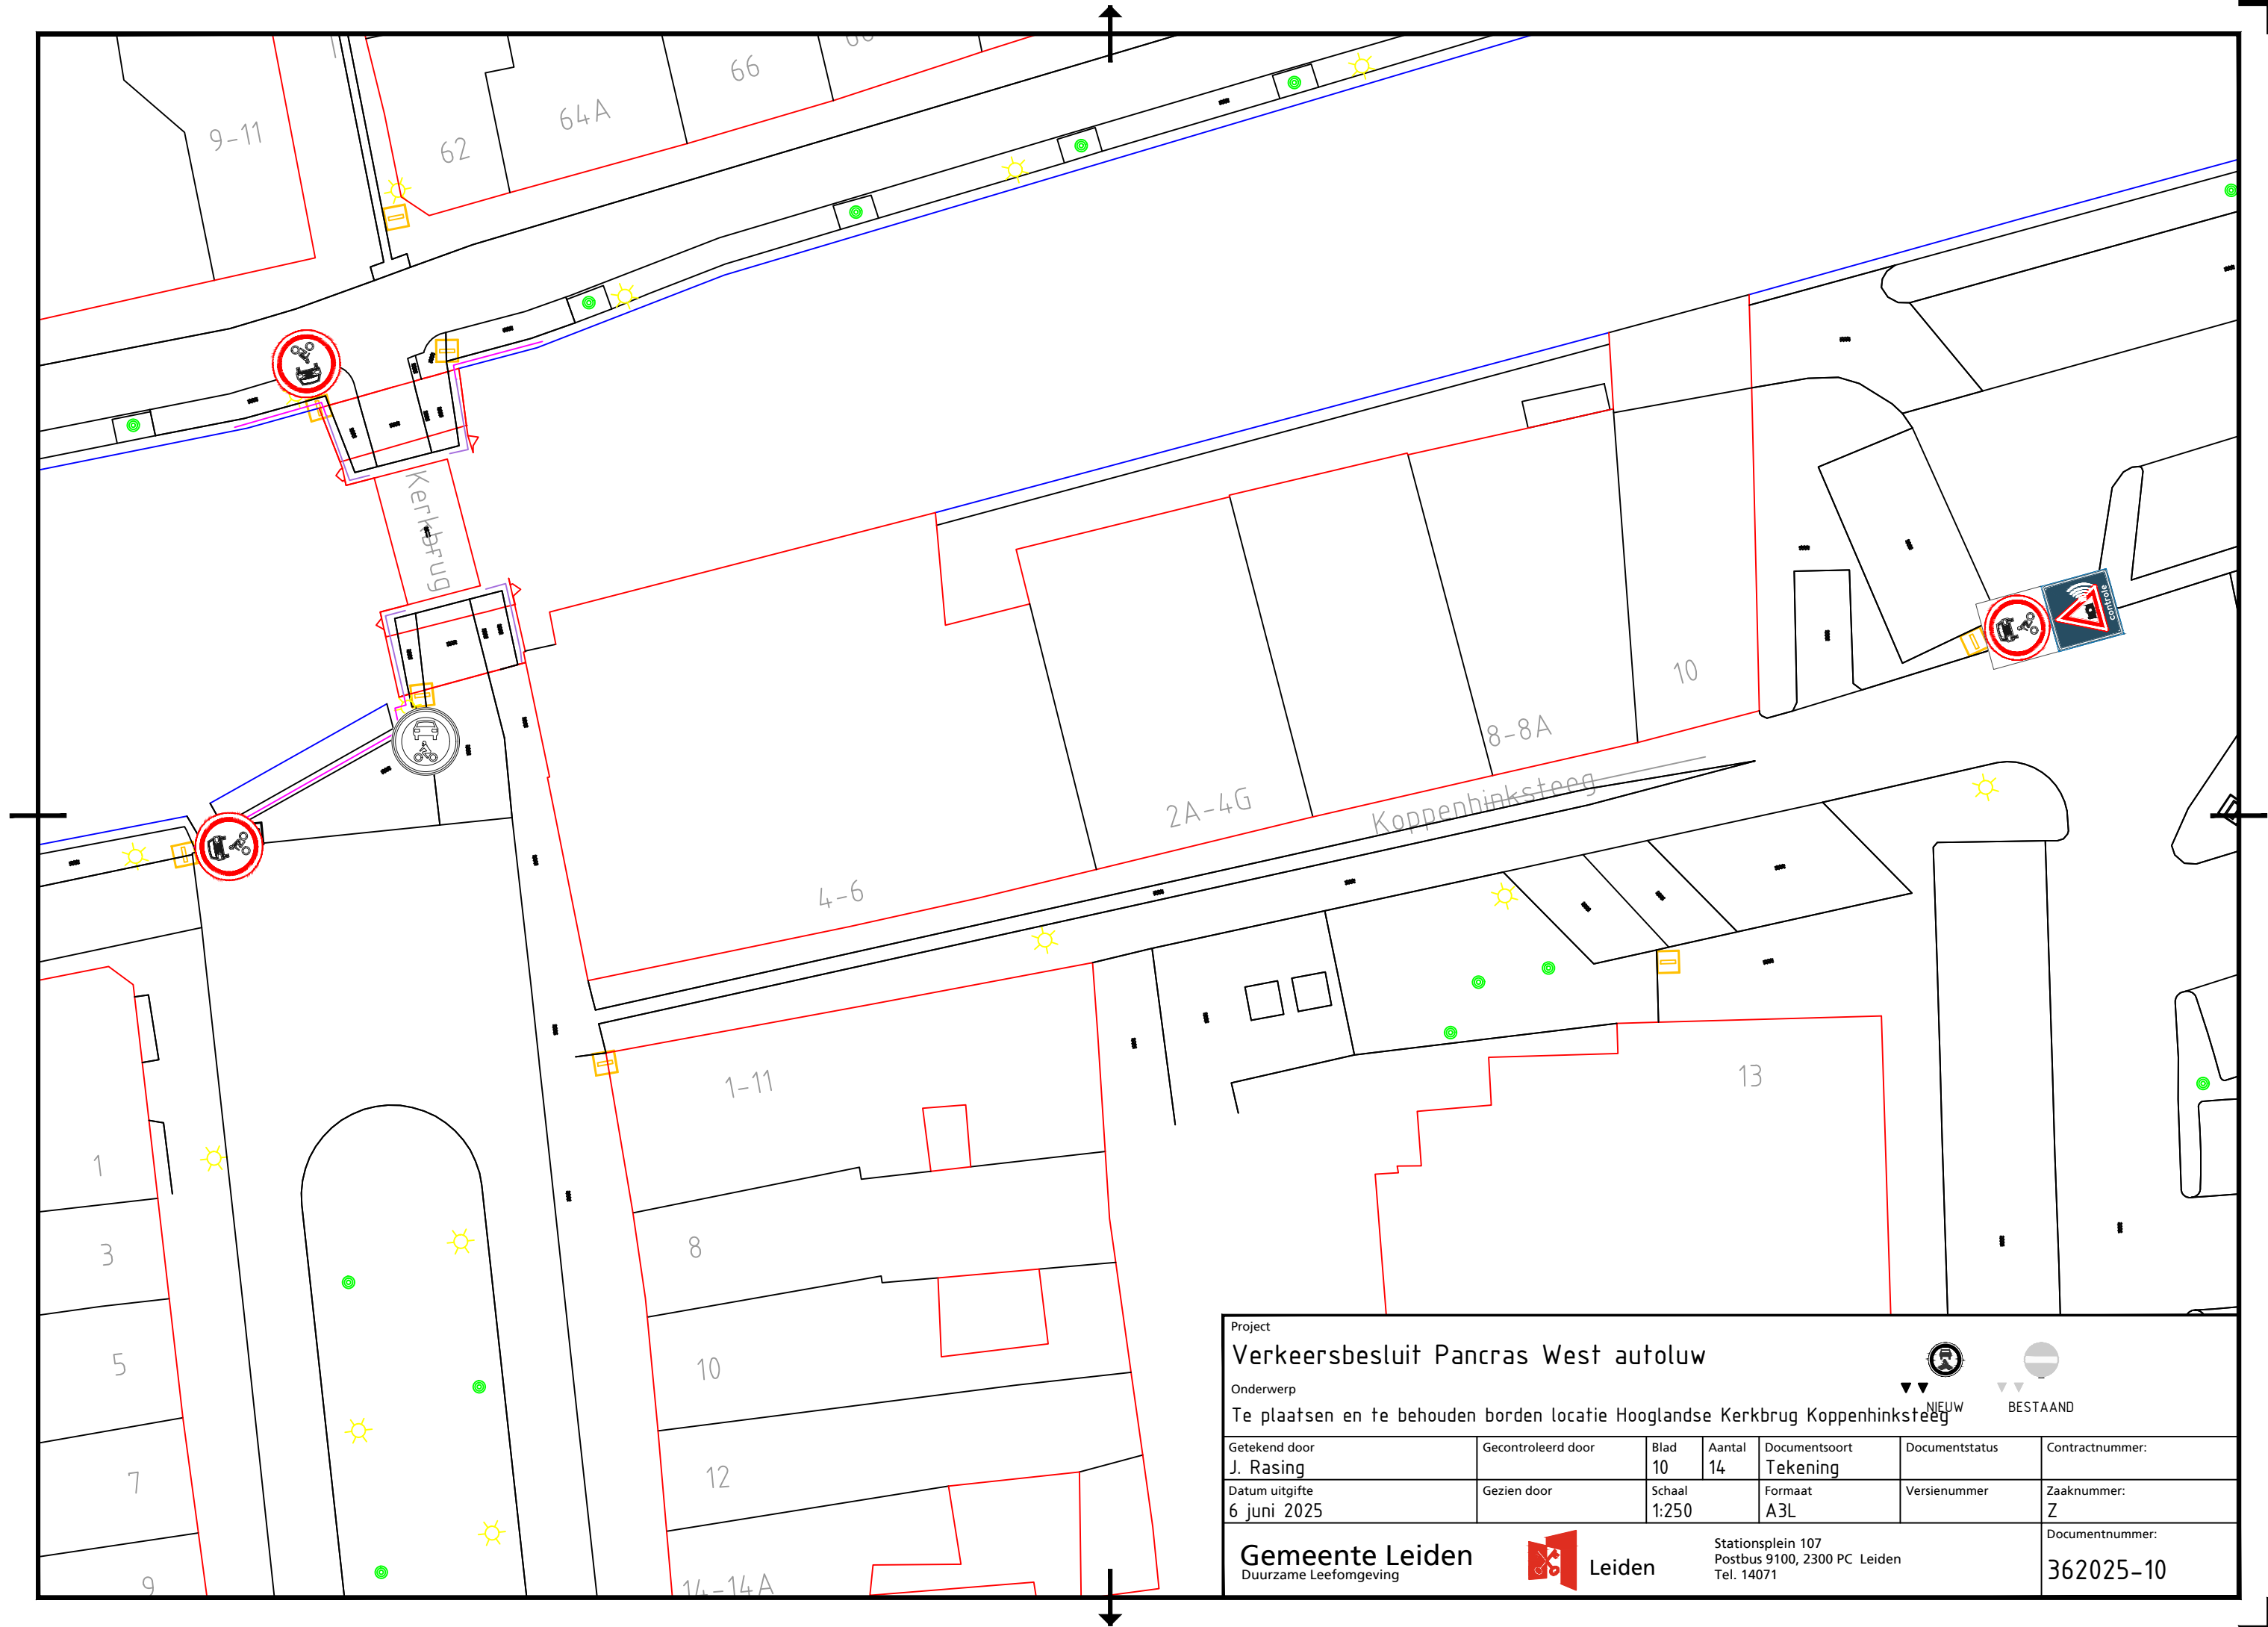 9-11
62
64A
66
Kerkbrug
10
8-8A
2A-4G
Koppenhinksteeg
4-6
controle
1-11
13
1
3
8
5
10
7
12
9
14-14A
Project
Verkeersbesluit Pancras West autoluw
Onderwerp
Te plaatsen en te behouden borden locatie Hooglandse Kerkbrug Koppenhinksteeg
NIEUW
BESTAAND
Getekend door
J. Rasing
Gecontroleerd door
Blad
10
Aantal
14
Documentsoort
Tekening
Documentstatus
Contractnummer:
Datum uitgifte
6 juni 2025
Gezien door
Schaal
1:250
Formaat
A3L
Versienummer
Zaaknummer:
Z
Gemeente Leiden
Duurzame Leefomgeving
Leiden
Stationsplein 107
Postbus 9100, 2300 PC Leiden
Tel. 14071
Documentnummer:
362025-10